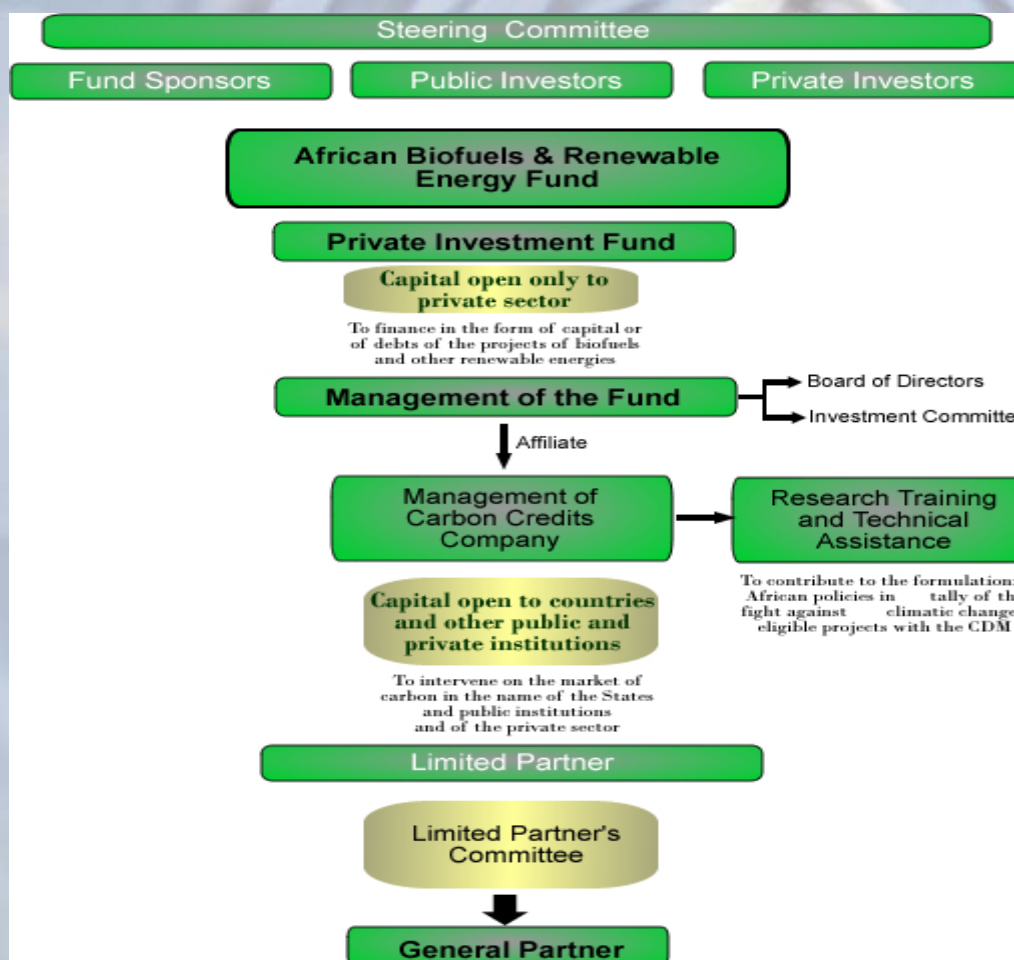 Steering Committee
Fund Sponsors
Public Investors
Private Investors
African Biofuels & Renewable
Energy Fund
Private Investment Fund
Capital open only to
private sector
To finance in the form of capital or
of debts of the projects of biofuels
and other renewable energies
Management of the Fund
Board of Directors
Investment Committe
Affiliate
Management of
Carbon Credits
Company
Research Training
and Technical
Assistance
To contribute to the formulation
African policies in tally of th
fight against climatic change
eligible projects with the CDM
Capital open to countries
and other public and
private institutions
To intervene on the market of
carbon in the name of the States
and public institutions
and of the private sector
Limited Partner
Limited Partner's
Committee
General Partner